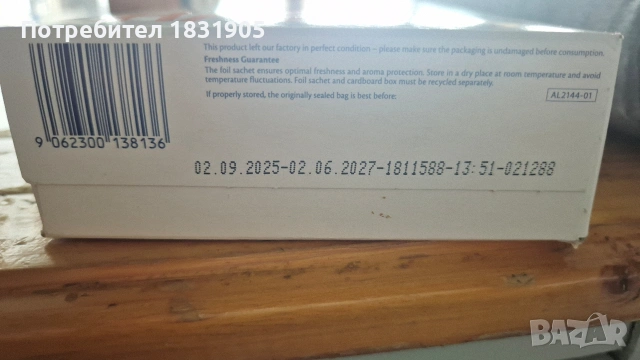 Потребител 1831905
This product left our factory in perfect condition – please make sure the packaging is undamaged before consumption.
Freshness Guarantee
The foil sachet ensures optimal freshness and aroma protection. Store in a dry place at room temperature and avoid
temperature fluctuations. Foil sachet and cardboard box must be recycled separately.
If properly stored, the originally sealed bag is best before:
AL2144-01
9 062300 138136
02.09.2025-02.06.2027-1811588-13:51-021288
BAZAR